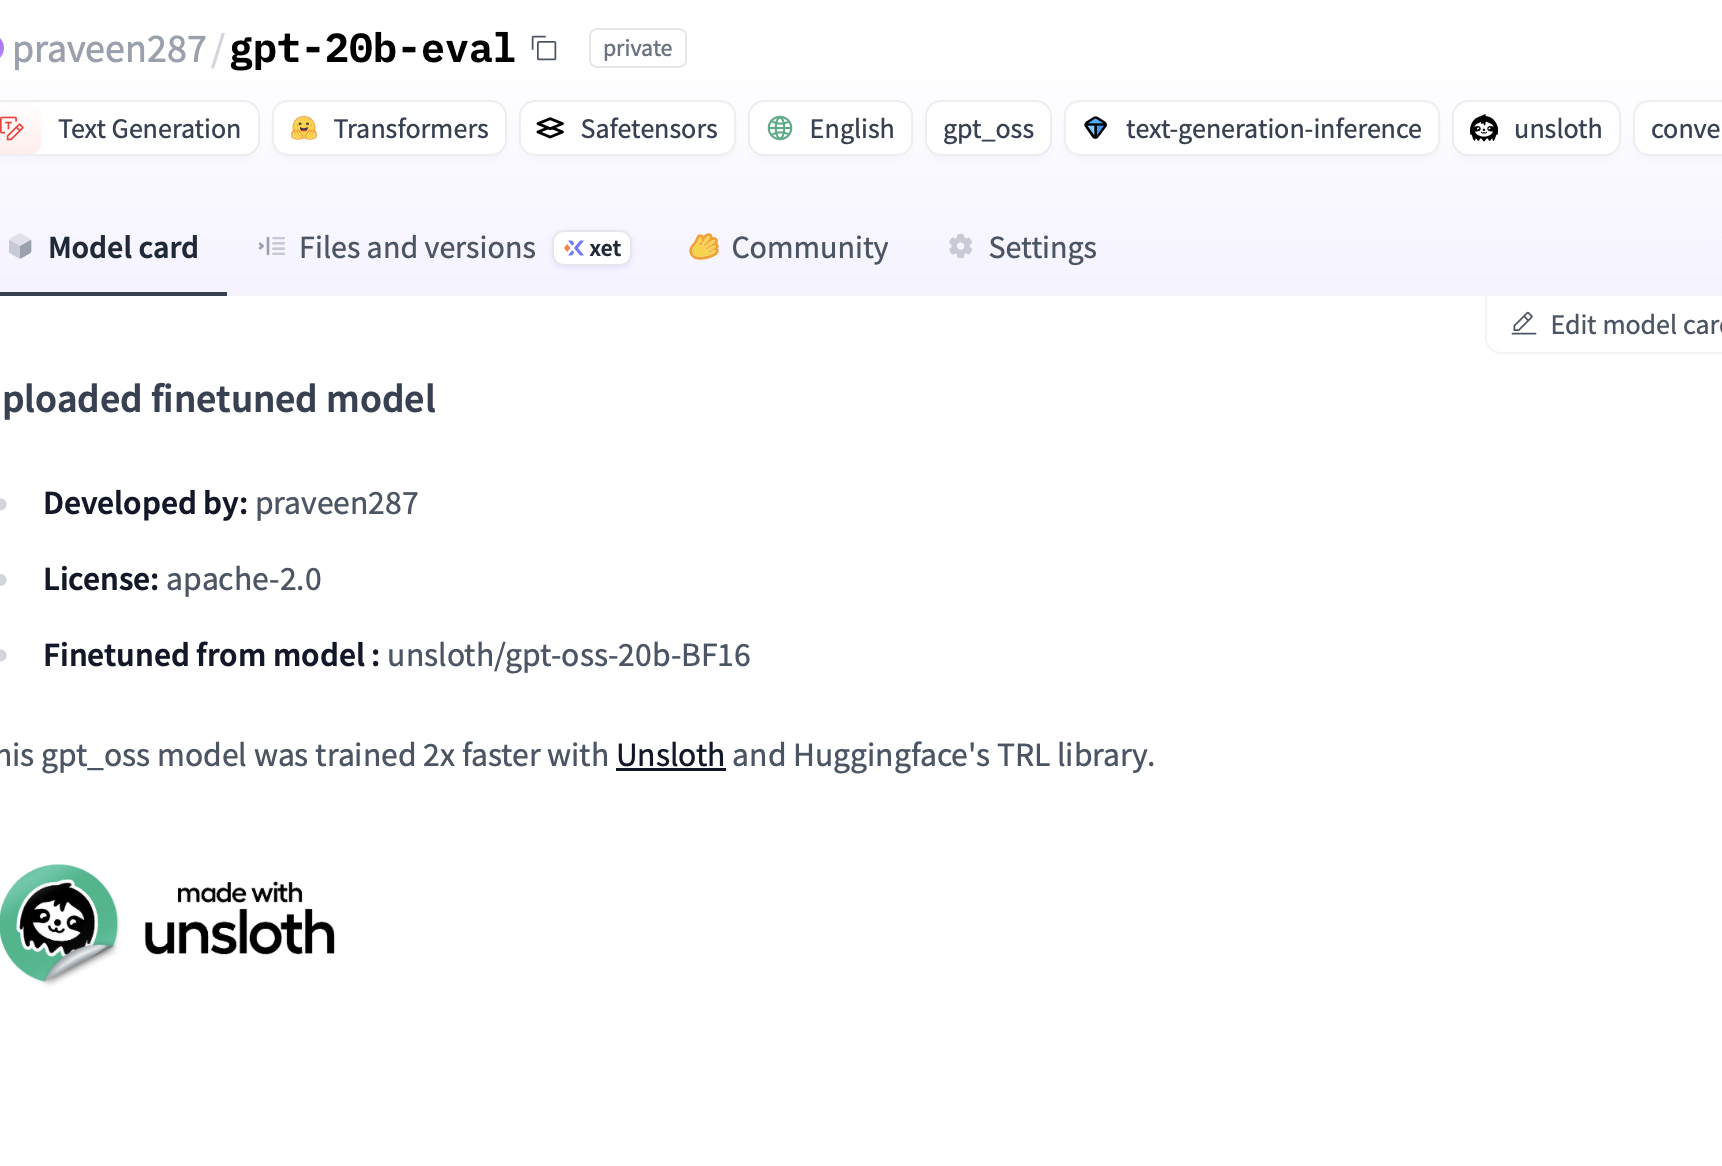 praveen287/gpt-20b-eval private
Text Generation Transformers Safetensors English gpt_oss text-generation-inference unsloth conve
Model card Files and versions xet Community Settings
Edit model car
ploaded finetuned model
Developed by: praveen287
License: apache-2.0
Finetuned from model : unsloth/gpt-oss-20b-BF16
his gpt_oss model was trained 2x faster with Unsloth and Huggingface's TRL library.
made with
unsloth